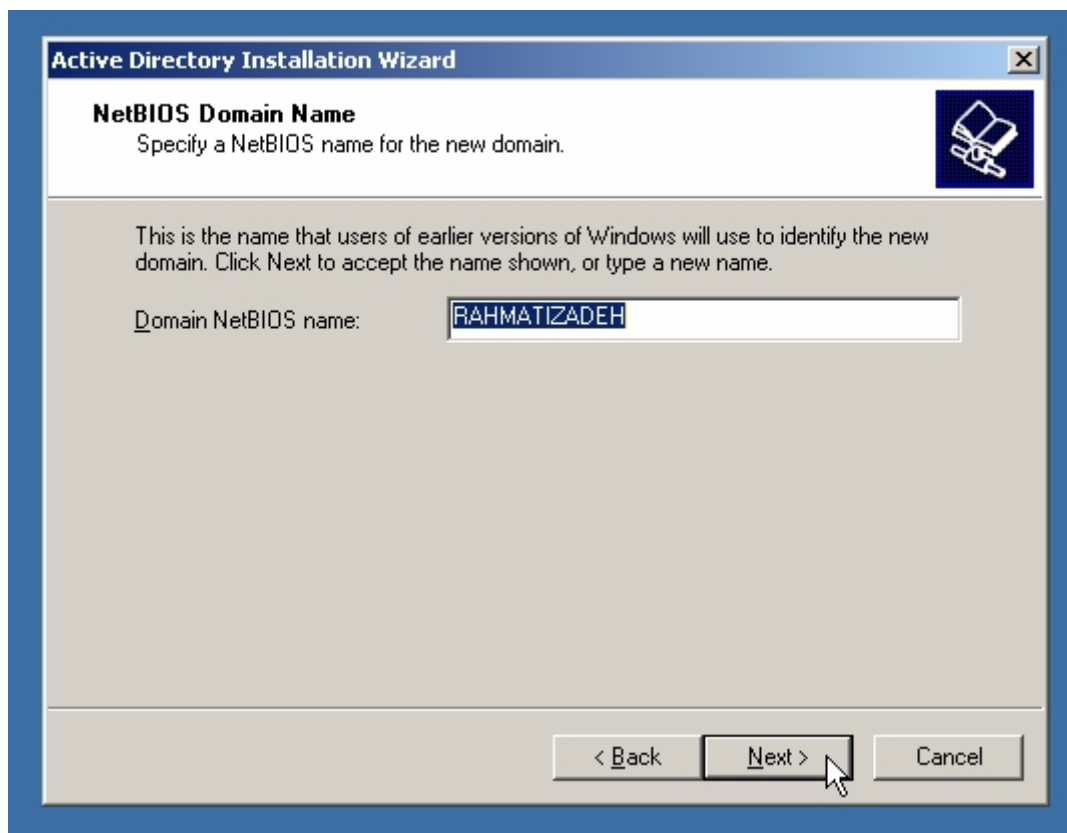 Active Directory Installation Wizard
NetBIOS Domain Name
Specify a NetBIOS name for the new domain.
This is the name that users of earlier versions of Windows will use to identify the new
domain. Click Next to accept the name shown, or type a new name.
Domain NetBIOS name: RAHMATIZADEH
< Back Next > Cancel